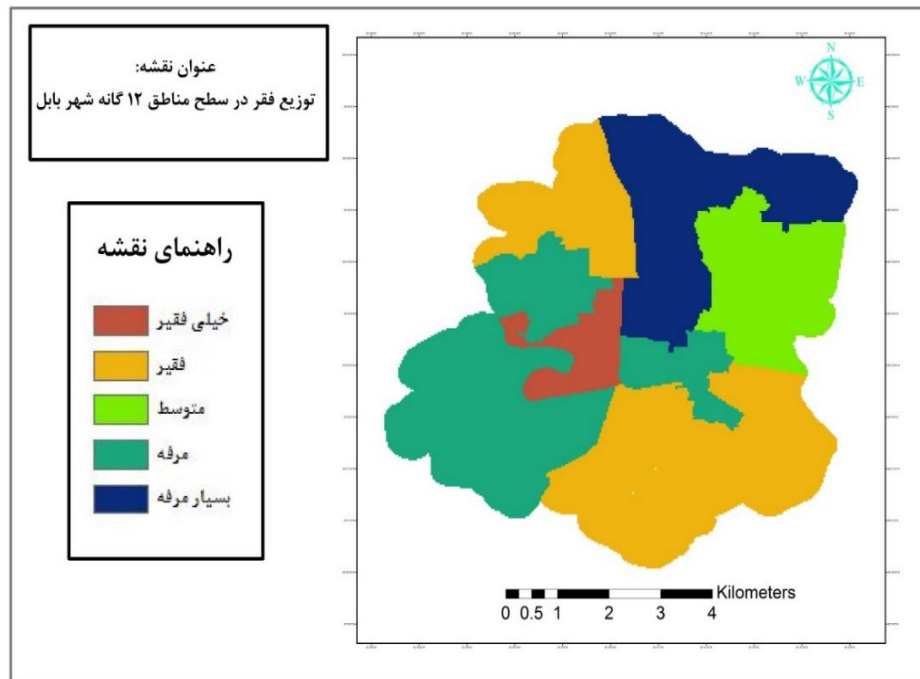 عنوان نقشه:
توزیع فقر در سطح مناطق ۱۲ گانه شهر بابل
راهنمای نقشه
خیلی فقیر
فقیر
متوسط
مرفه
بسیار مرفه
N
W E
S
Kilometers
0 0.5 1 2 3 4